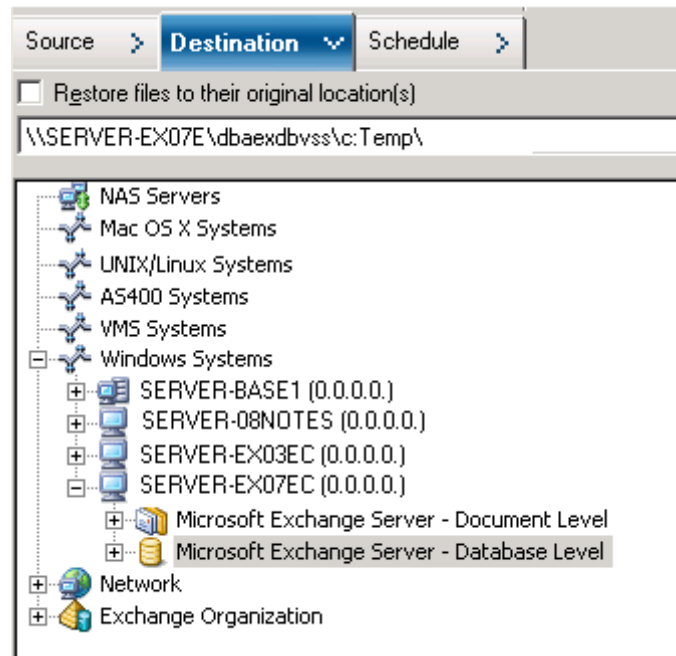 Source Destination Schedule
Restore files to their original location(s)
\\SERVER-EX07E\dbaexdbvss\c:Temp\
NAS Servers
Mac OS X Systems
UNIX/Linux Systems
AS400 Systems
VMS Systems
Windows Systems
SERVER-BASE1 (0.0.0.0.)
SERVER-08NOTES (0.0.0.0.)
SERVER-EX03EC (0.0.0.0.)
SERVER-EX07EC (0.0.0.0.)
Microsoft Exchange Server - Document Level
Microsoft Exchange Server - Database Level
Network
Exchange Organization